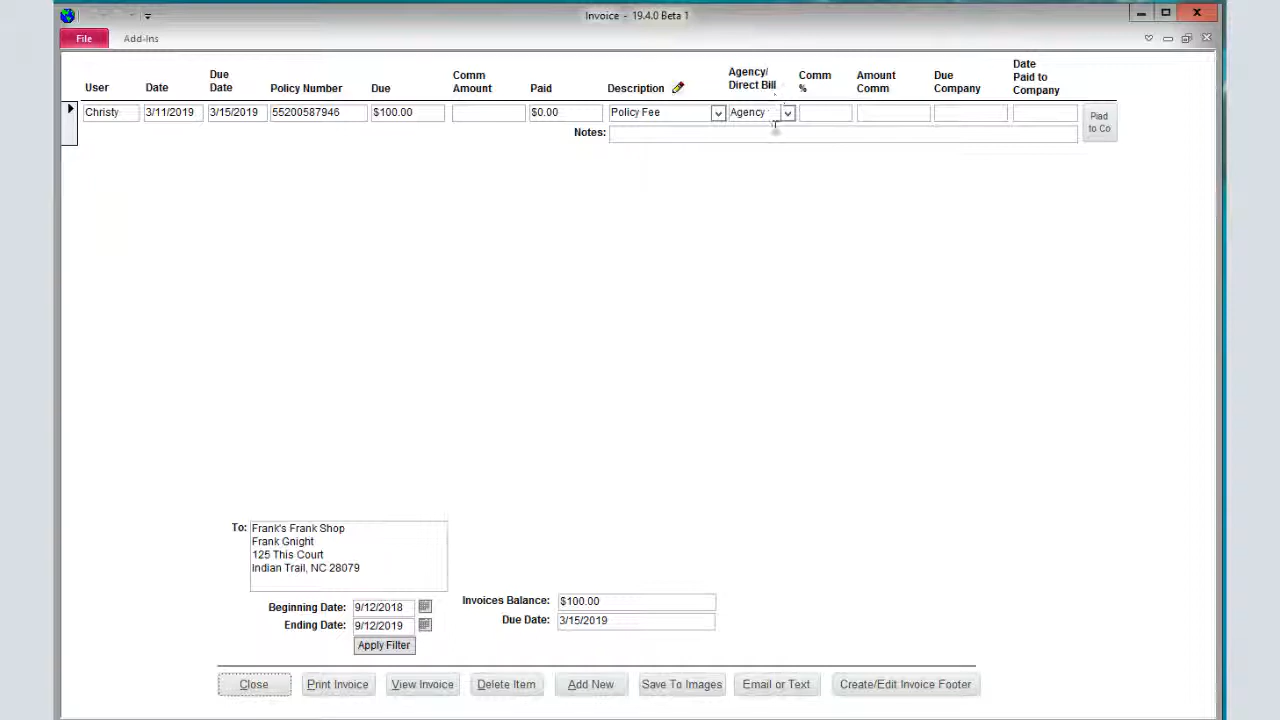 Invoice - 19.4.0 Beta 1
File Add-Ins
User Date Due Date Policy Number Due Comm Amount Paid Description Agency/ Direct Bill Comm % Amount Comm Due Company Date Paid to Company
Christy 3/11/2019 3/15/2019 55200587946 $100.00 $0.00 Policy Fee Agency
Piad to Co
Notes:
To: Frank's Frank Shop
Frank Gnight
125 This Court
Indian Trail, NC 28079
Beginning Date: 9/12/2018
Ending Date: 9/12/2019
Apply Filter
Invoices Balance: $100.00
Due Date: 3/15/2019
Close Print Invoice View Invoice Delete Item Add New Save To Images Email or Text Create/Edit Invoice Footer